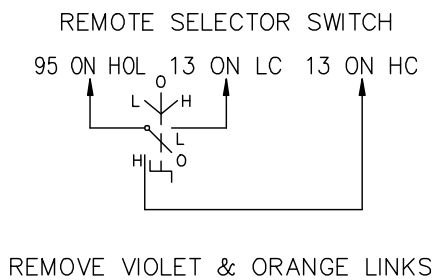 REMOTE SELECTOR SWITCH
95 ON HOL 13 ON LC 13 ON HC
O
L H
L
H O
REMOVE VIOLET & ORANGE LINKS